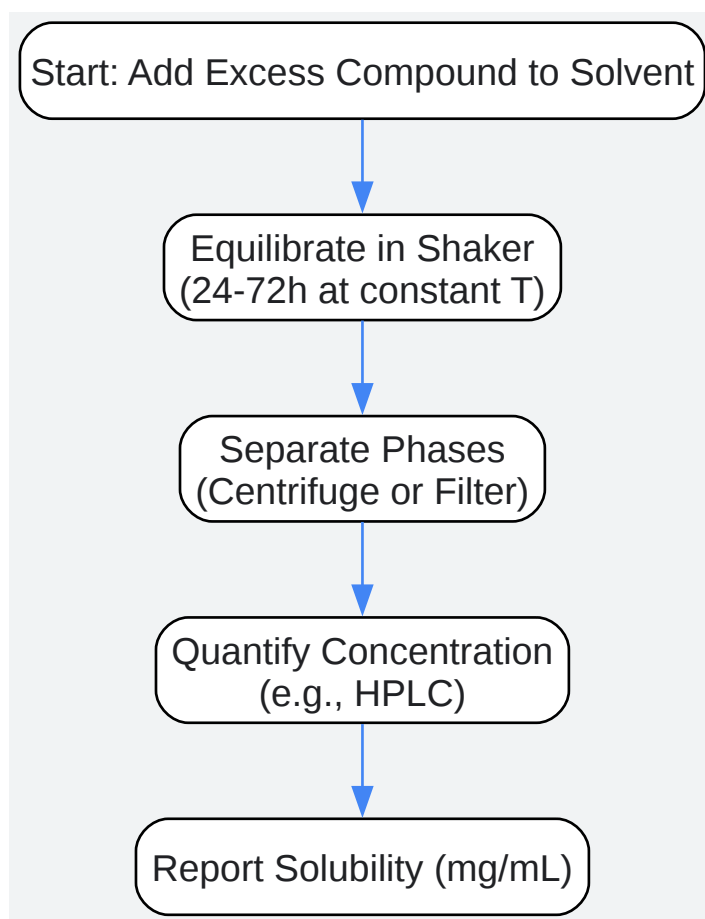 Start: Add Excess Compound to Solvent
Equilibrate in Shaker
(24-72h at constant T)
Separate Phases
(Centrifuge or Filter)
Quantify Concentration
(e.g., HPLC)
Report Solubility (mg/mL)